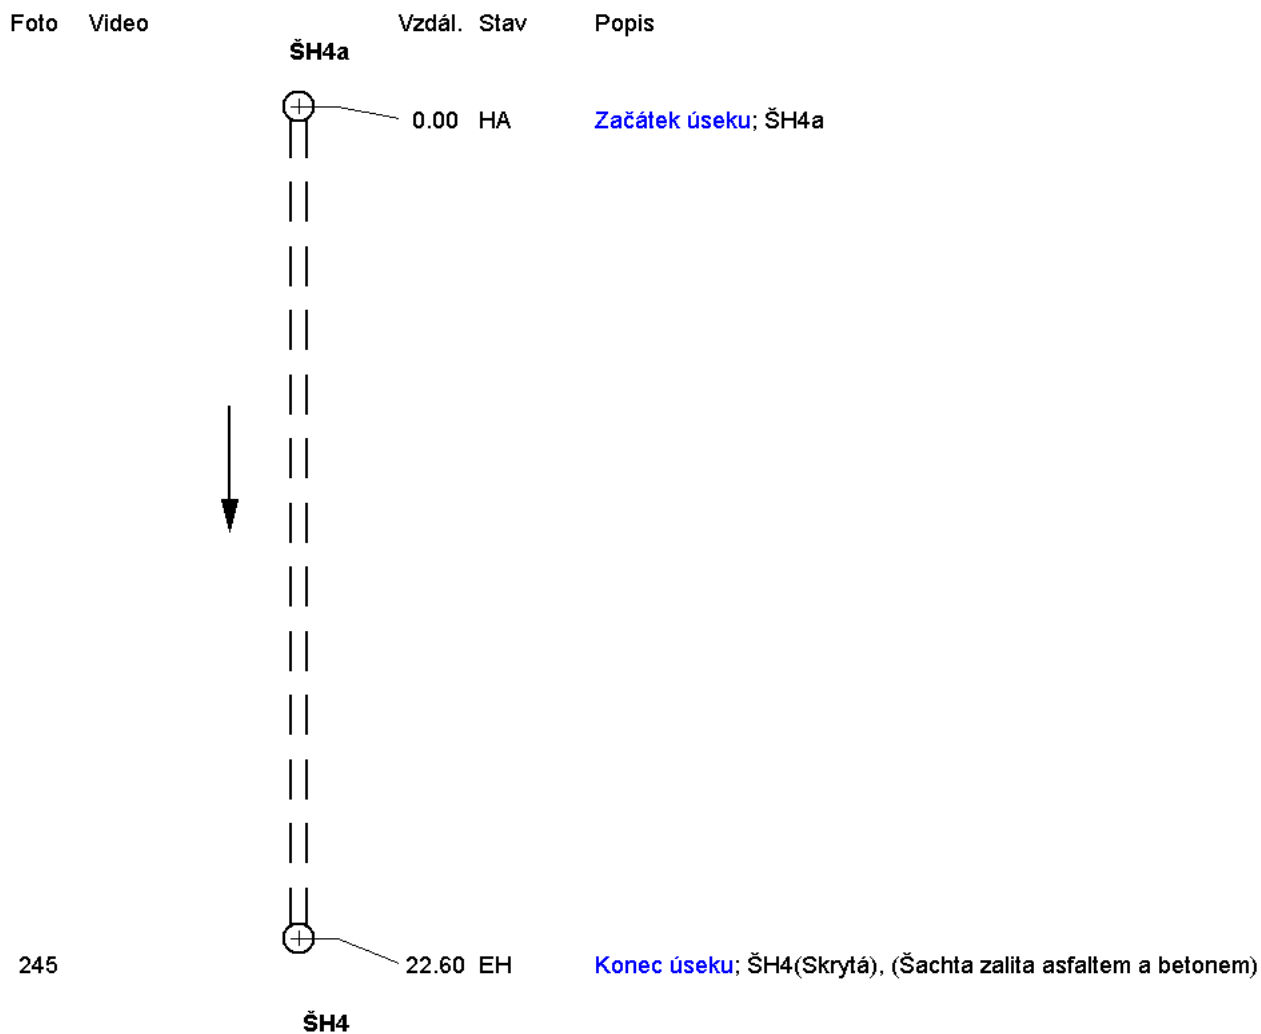 Foto Video Vzdál. Stav Popis
ŠH4a
0.00 HA Začátek úseku; ŠH4a
245 22.60 EH Konec úseku; ŠH4(Skrytá), (Šachta zalita asfaltem a betonem)
ŠH4